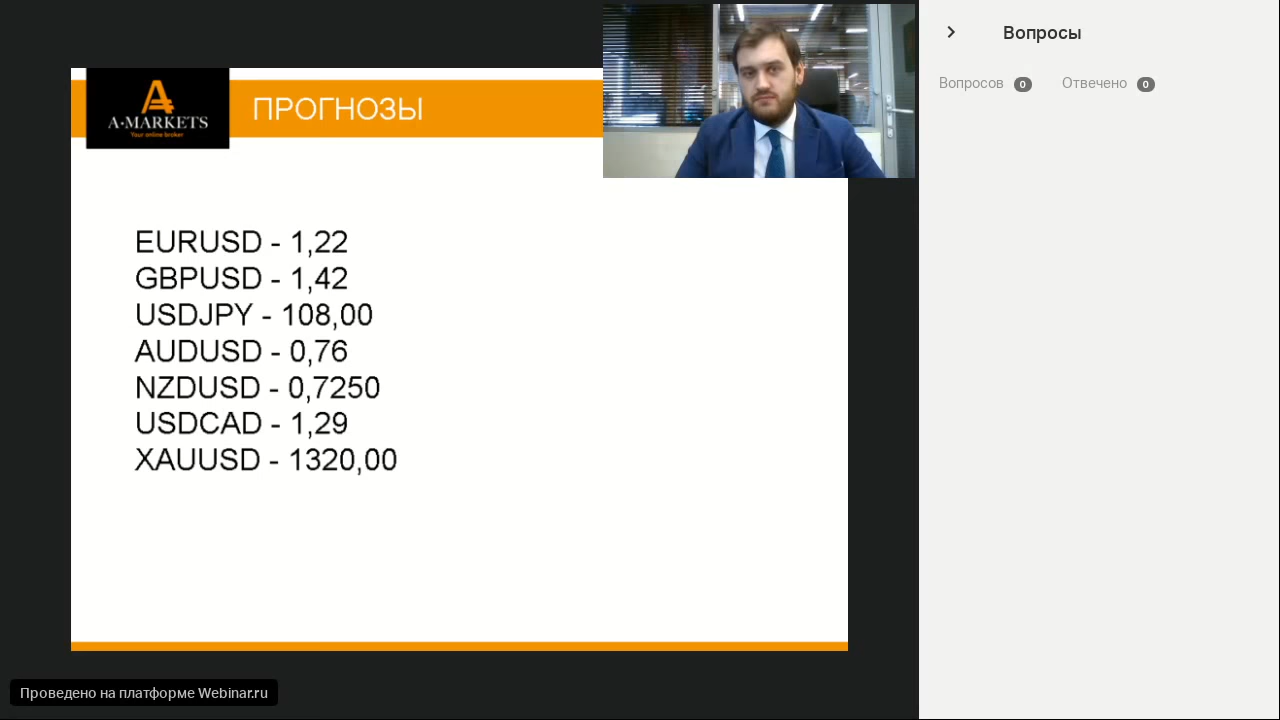 A-MARKETS
Your online broker
ПРОГНОЗЫ
EURUSD - 1,22
GBPUSD - 1,42
USDJPY - 108,00
AUDUSD - 0,76
NZDUSD - 0,7250
USDCAD - 1,29
XAUUSD - 1320,00
Проведено на платформе Webinar.ru
Вопросы
Вопросов 0 Отвечено 0